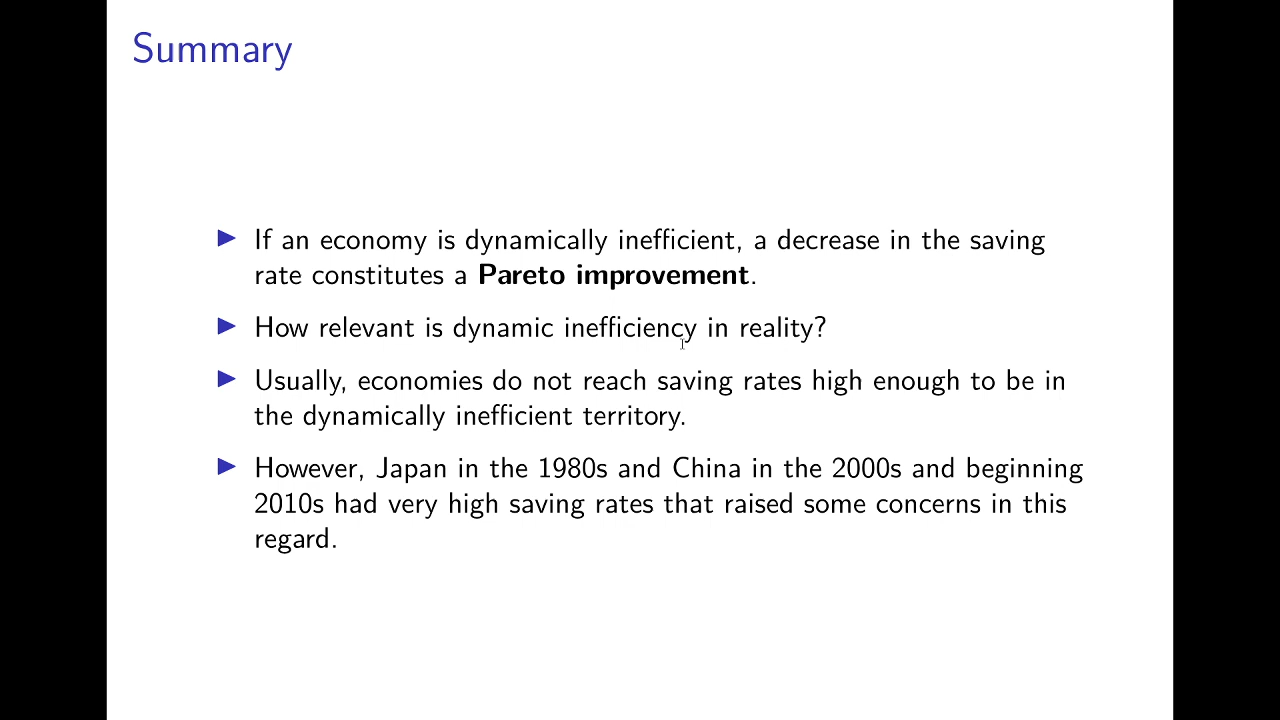 Summary
▶ If an economy is dynamically inefficient, a decrease in the saving
rate constitutes a Pareto improvement.
▶ How relevant is dynamic inefficiency in reality?
▶ Usually, economies do not reach saving rates high enough to be in
the dynamically inefficient territory.
▶ However, Japan in the 1980s and China in the 2000s and beginning
2010s had very high saving rates that raised some concerns in this
regard.